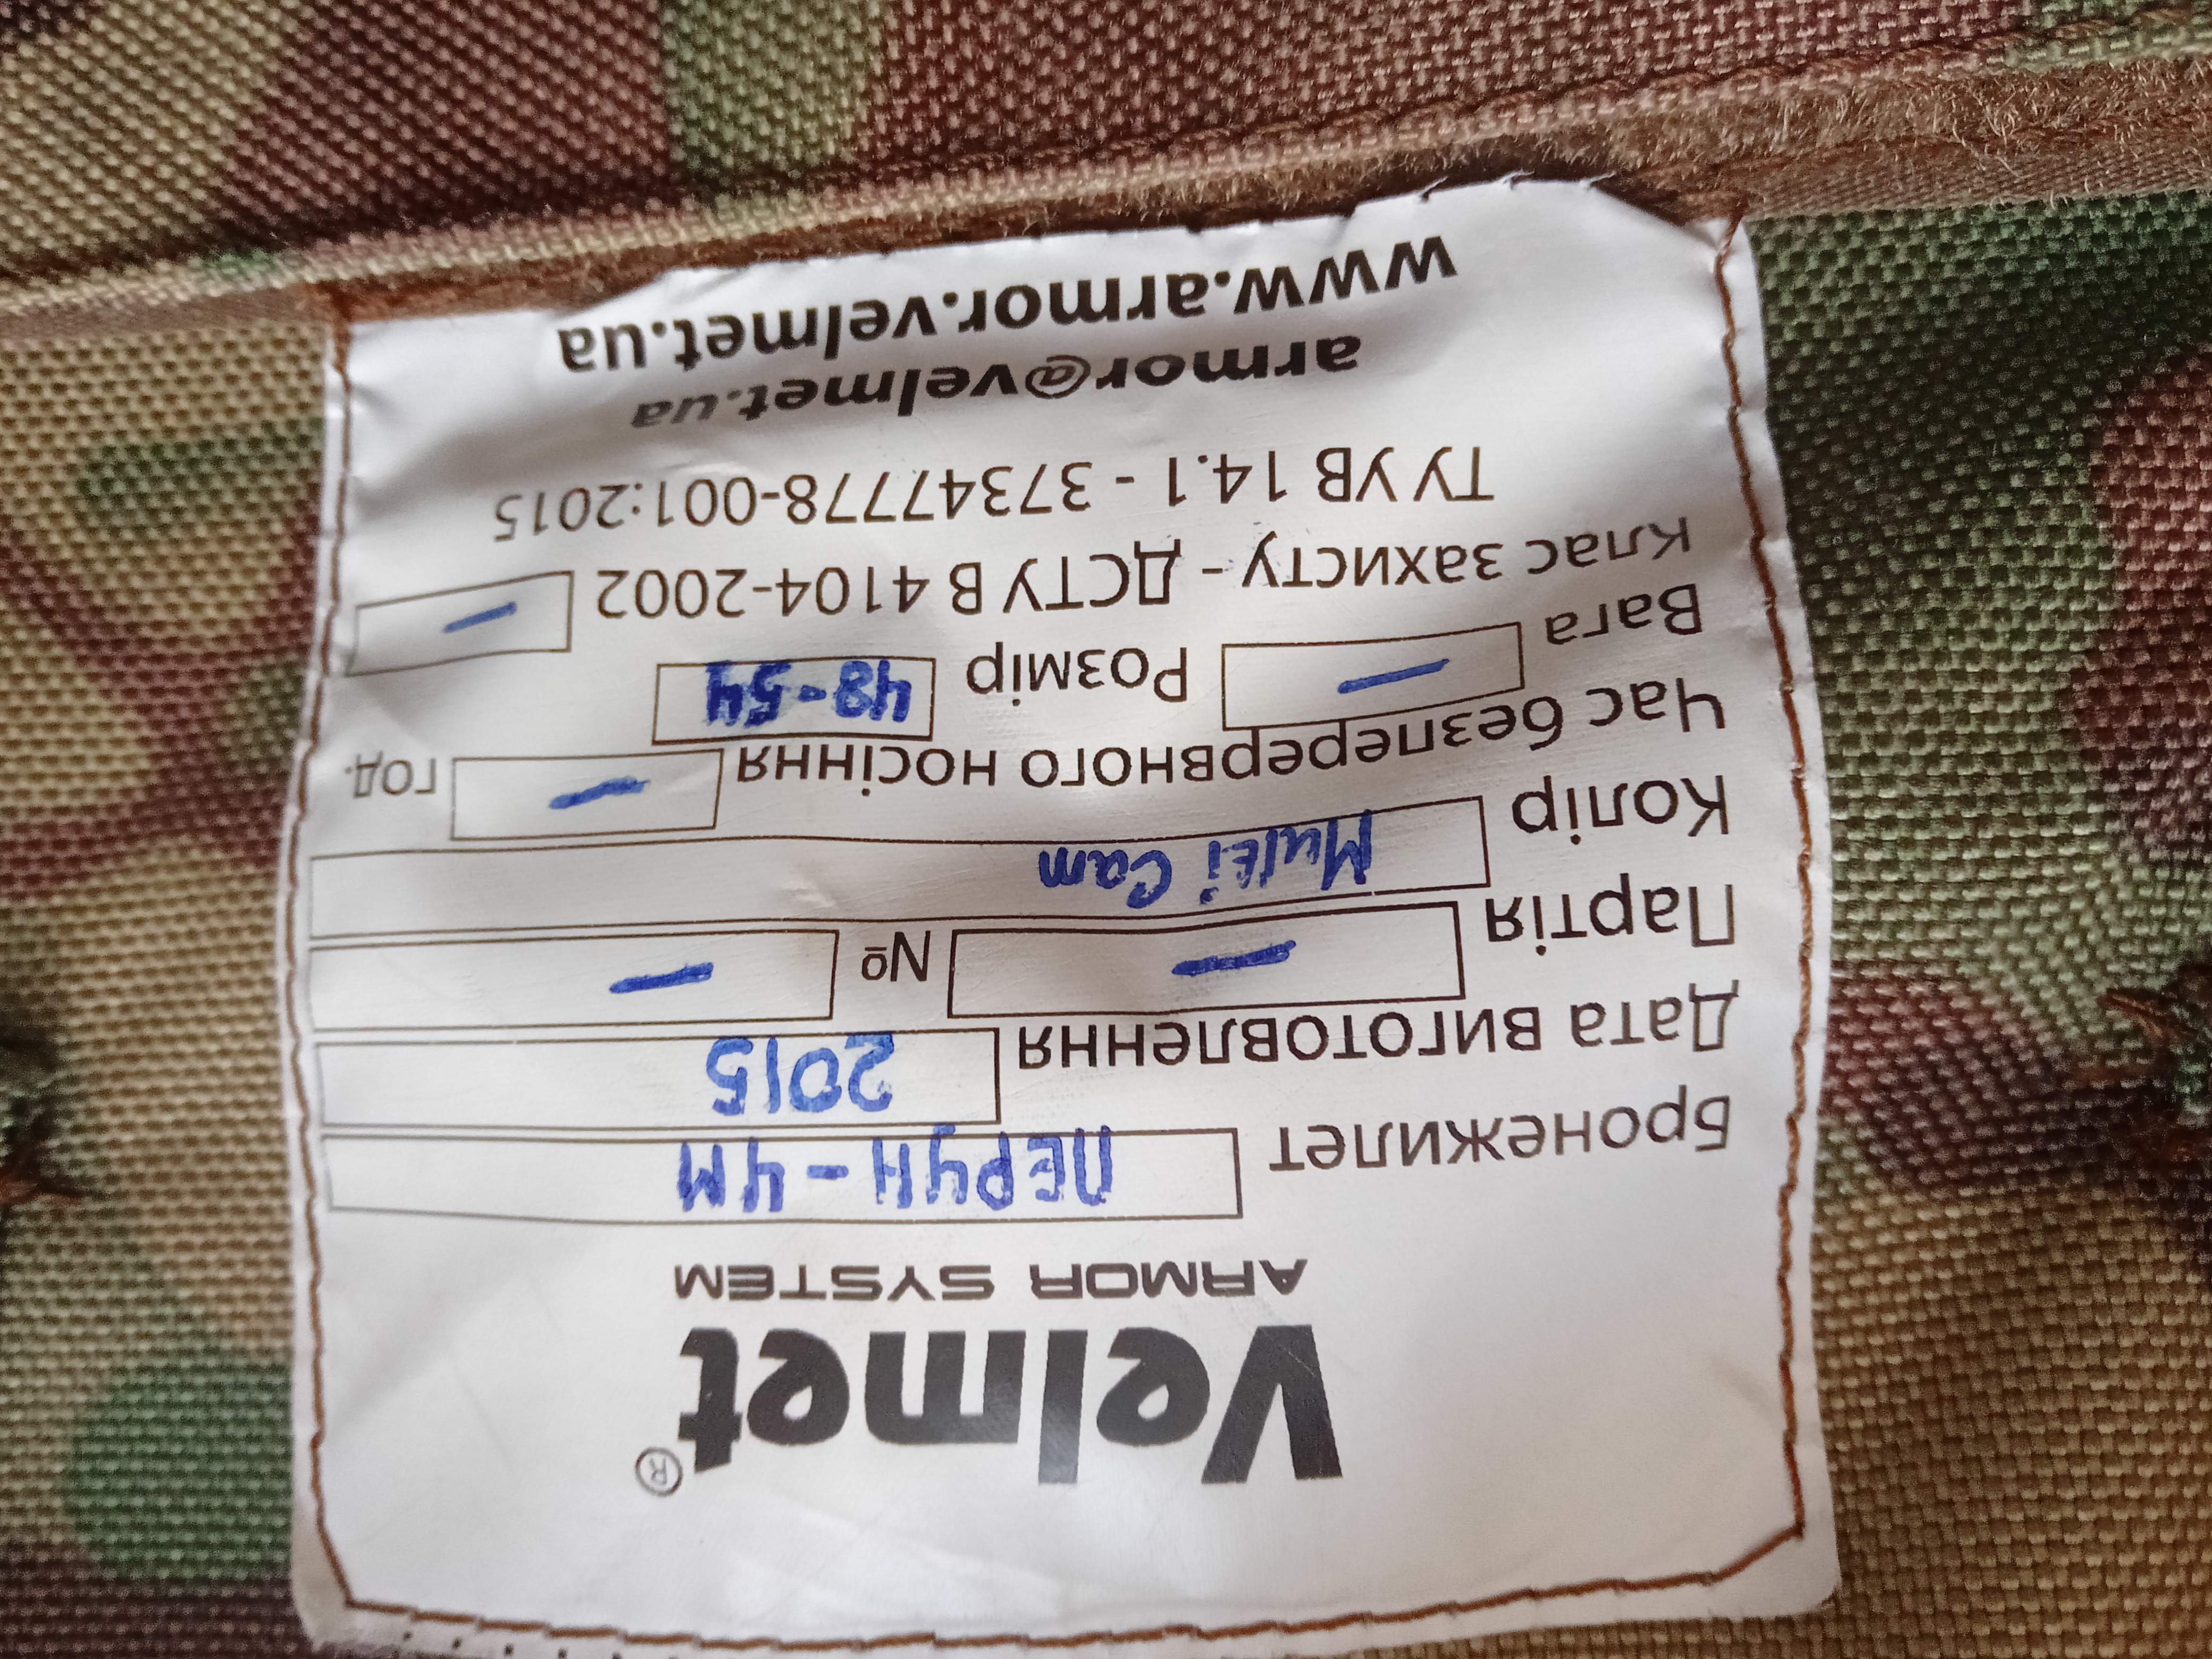 Velmet®
ARMOR SYSTEM
Бронежилет ПЕРУН-4М
Дата виготовлення 2015
Партія — № —
Колір Multi Cam
Час безперервного носіння — год.
Вага — Розмір 48-54
Клас захисту - ДСТУ В 4104-2002 —
ТУ УВ 14.1 - 37347778-001:2015
armor@velmet.ua
www.armor.velmet.ua